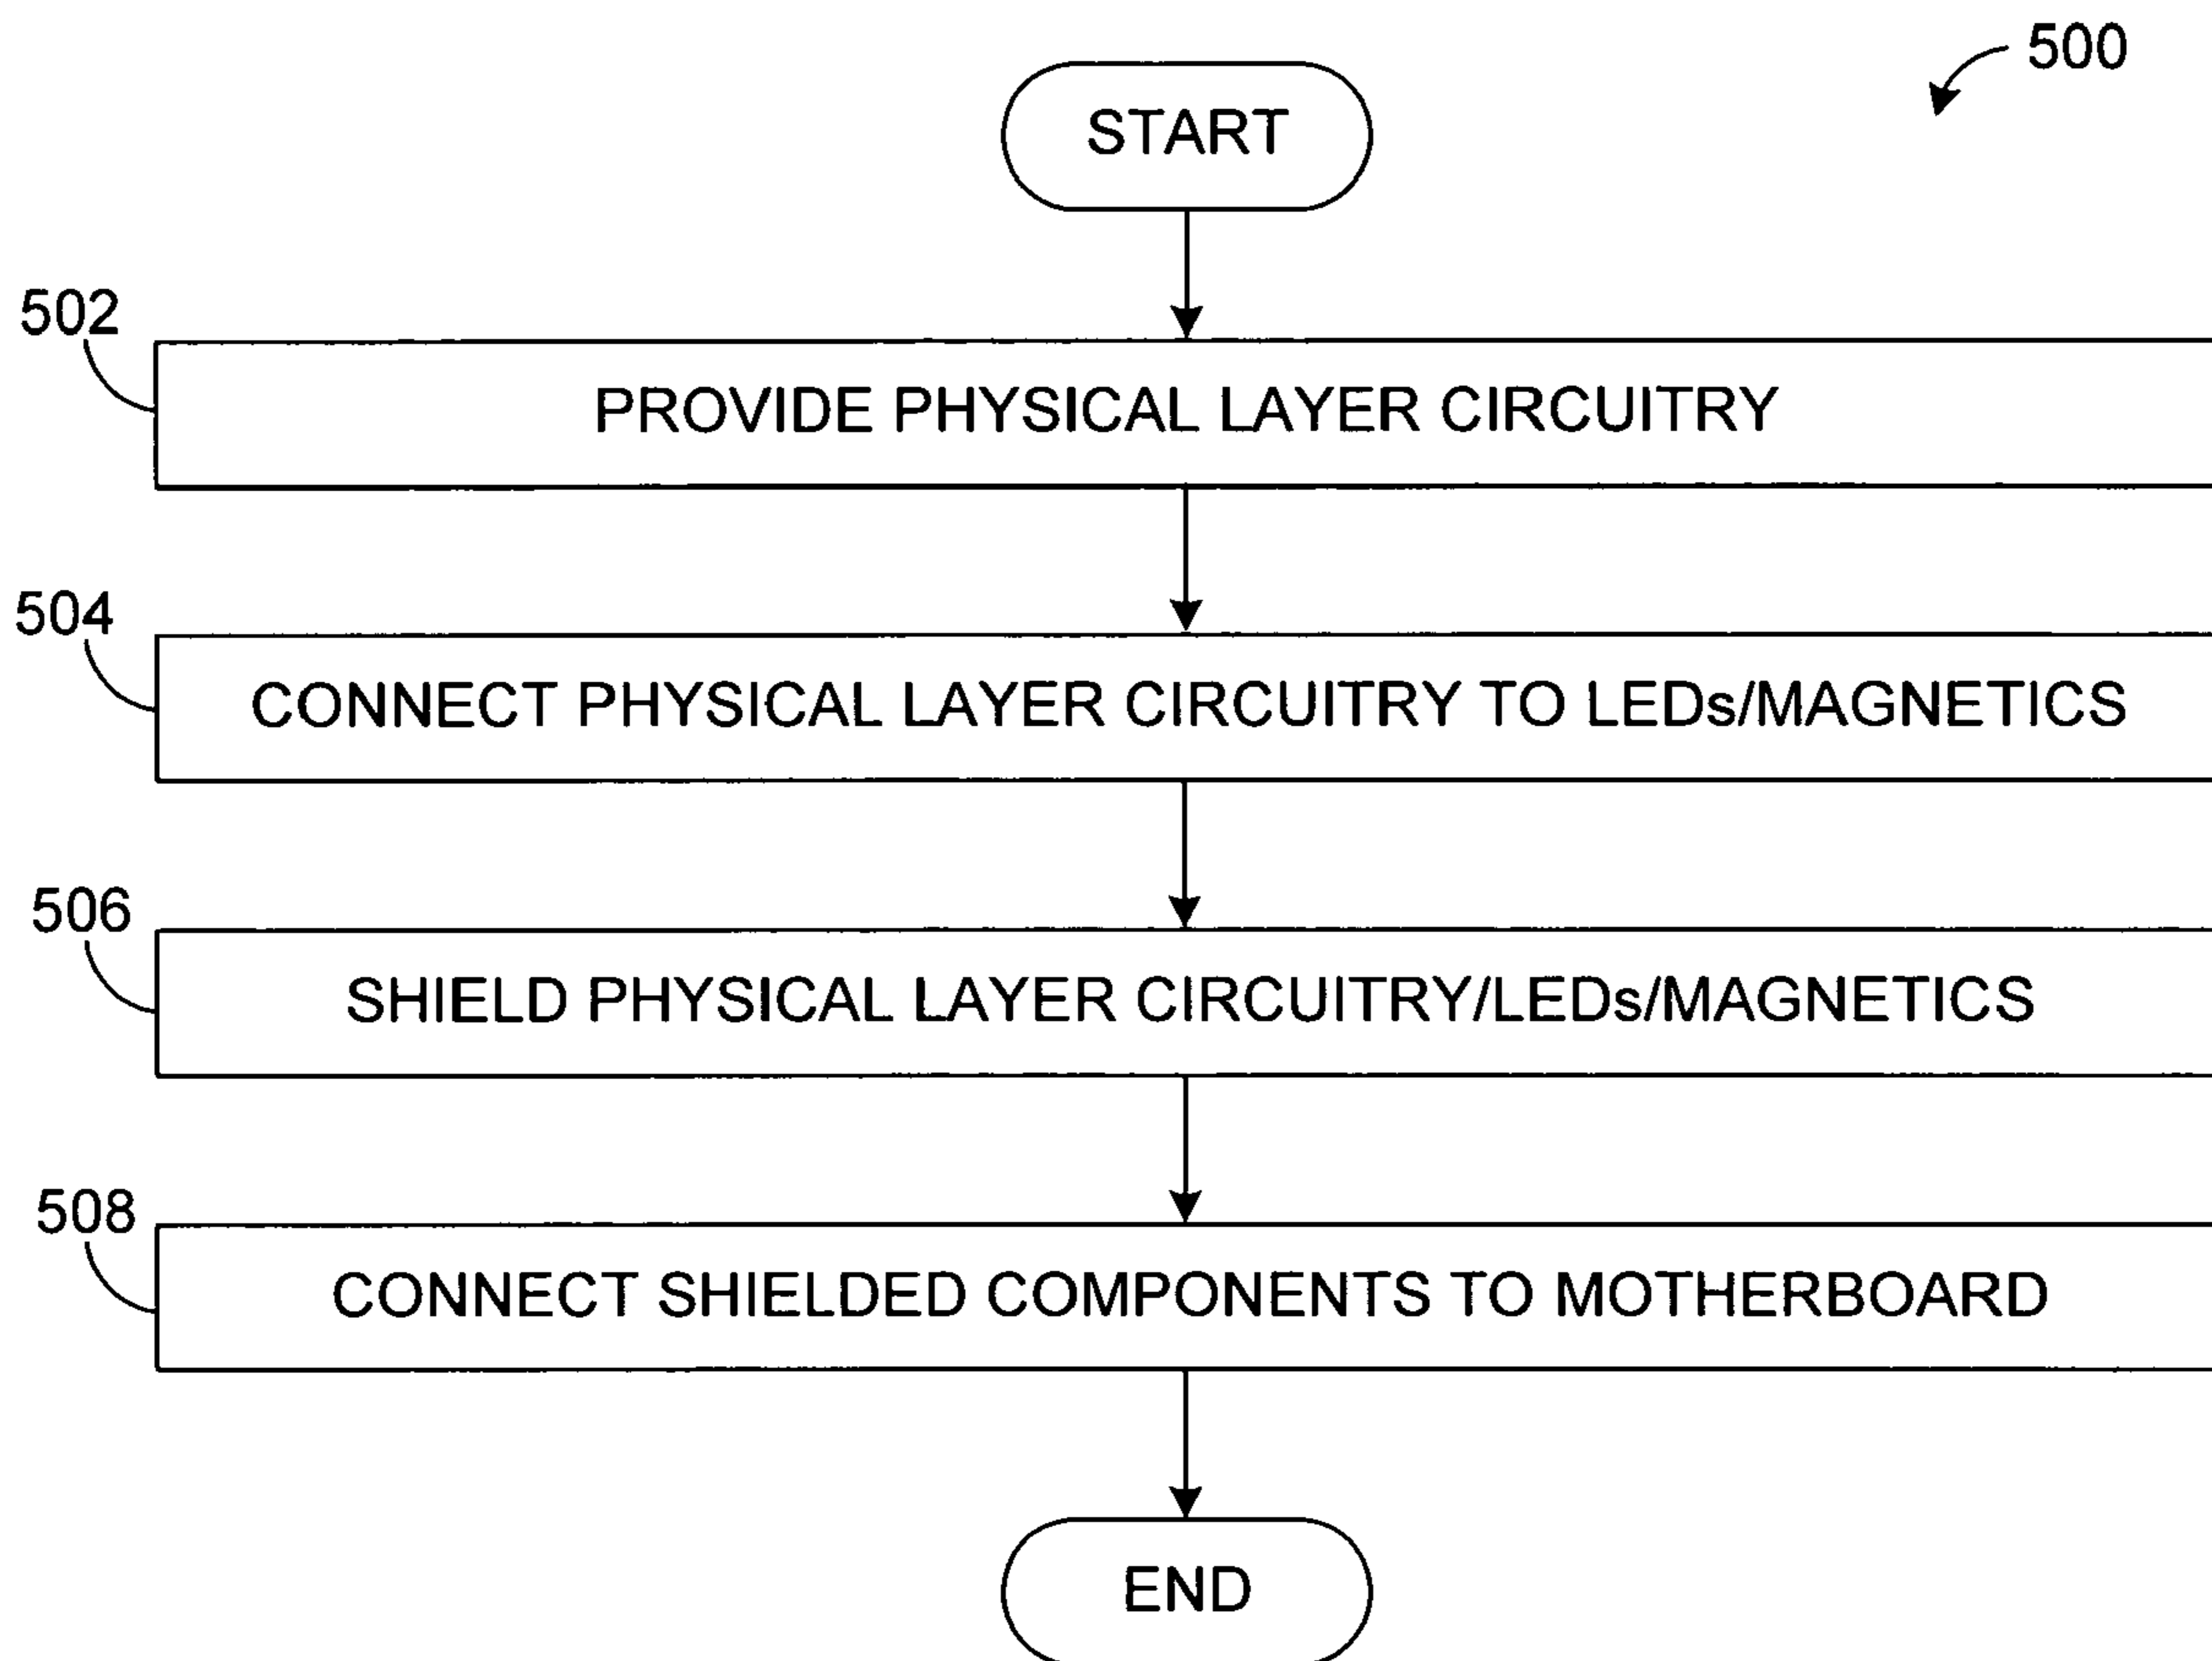 500
START
502
PROVIDE PHYSICAL LAYER CIRCUITRY
504
CONNECT PHYSICAL LAYER CIRCUITRY TO LEDs/MAGNETICS
506
SHIELD PHYSICAL LAYER CIRCUITRY/LEDs/MAGNETICS
508
CONNECT SHIELDED COMPONENTS TO MOTHERBOARD
END